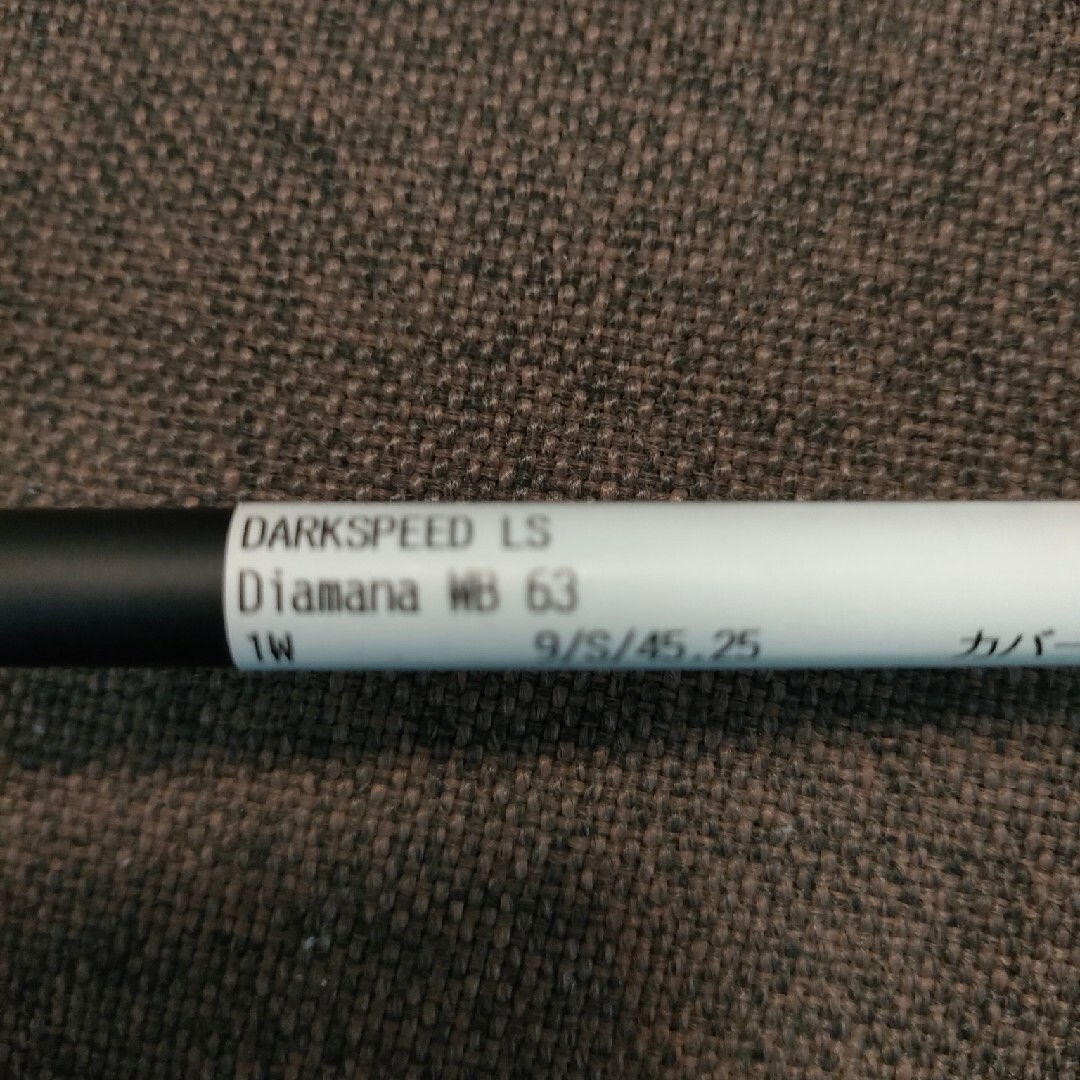 DARKSPEED LS
Diamana WB 63
1W 9/S/45.25 カバー